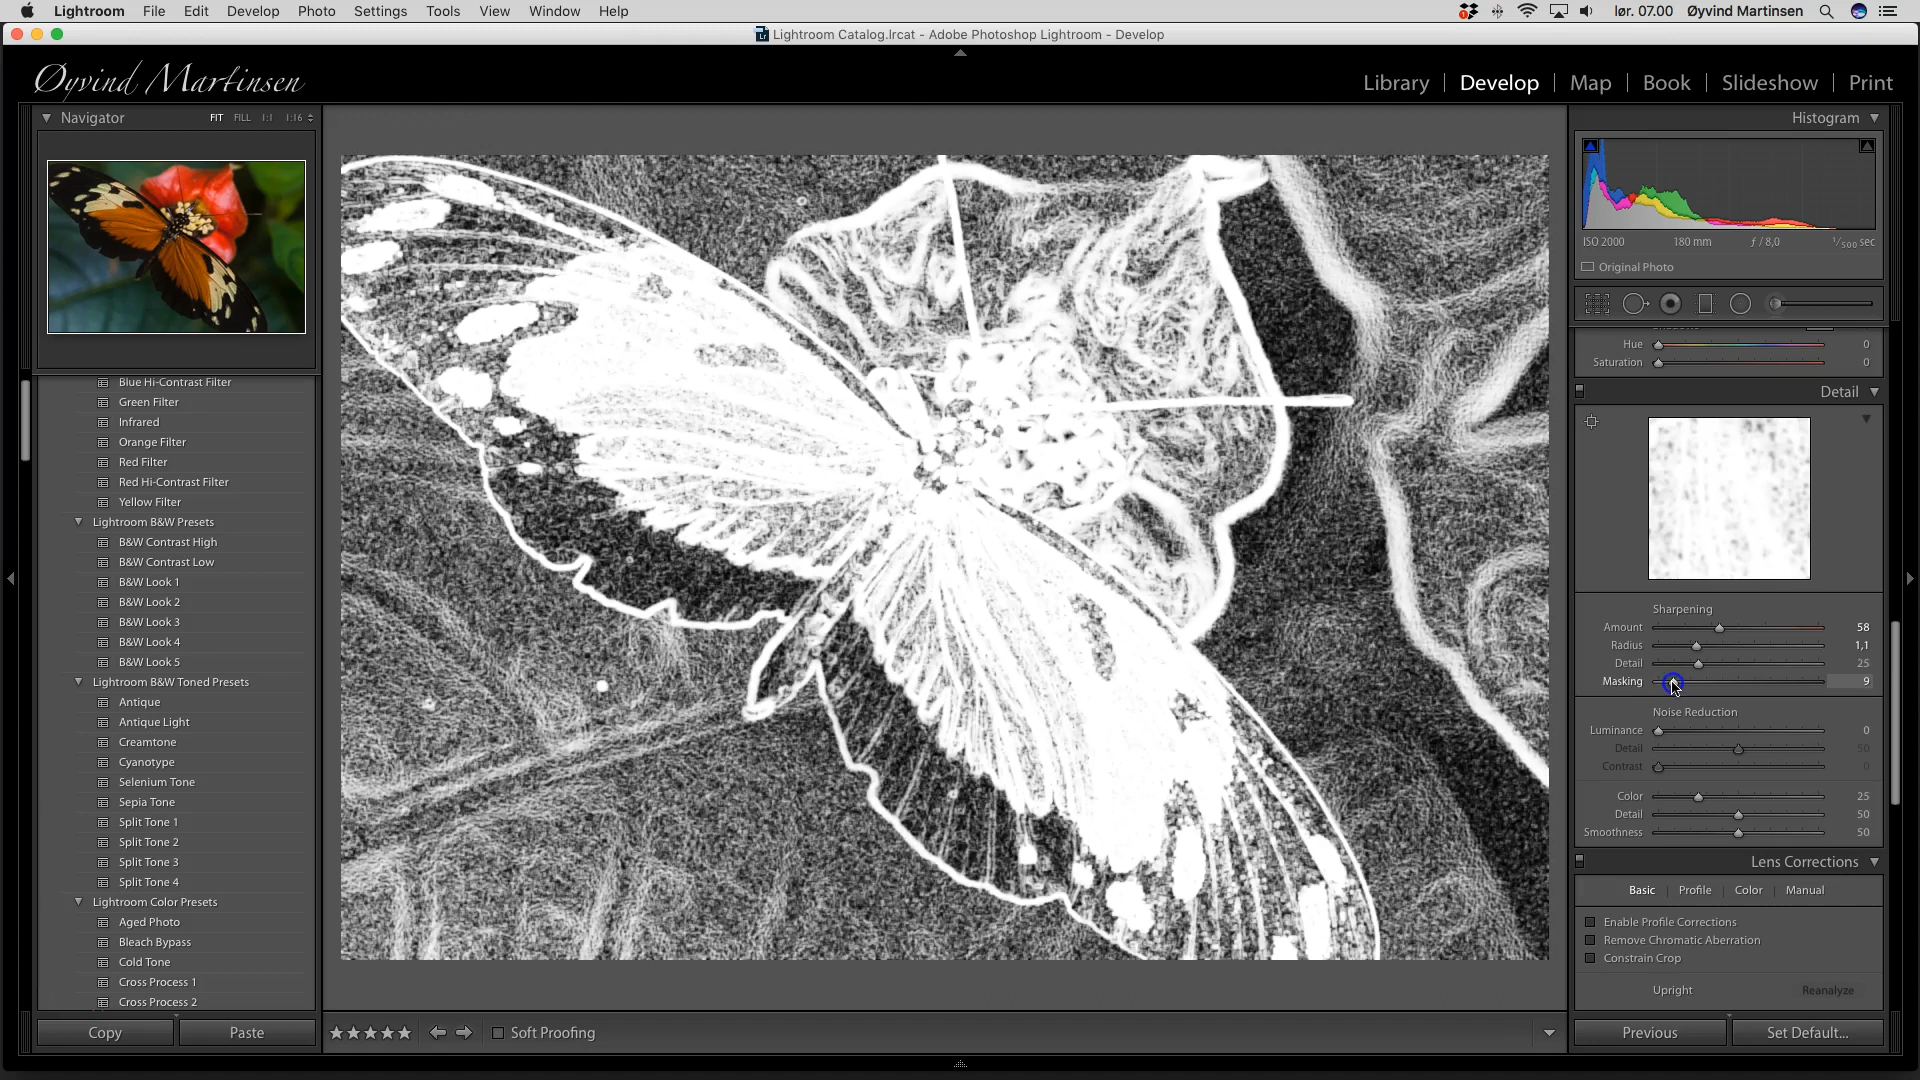 Lightroom File Edit Develop Photo Settings Tools View Window Help 1 lør. 07.00 Øyvind Martinsen
Lr Lightroom Catalog.lrcat - Adobe Photoshop Lightroom - Develop
Øyvind Martinsen
Library | Develop | Map | Book | Slideshow | Print
Navigator FIT FILL 1:1 1:16
Blue Hi-Contrast Filter
Green Filter
Infrared
Orange Filter
Red Filter
Red Hi-Contrast Filter
Yellow Filter
Lightroom B&W Presets
B&W Contrast High
B&W Contrast Low
B&W Look 1
B&W Look 2
B&W Look 3
B&W Look 4
B&W Look 5
Lightroom B&W Toned Presets
Antique
Antique Light
Creamtone
Cyanotype
Selenium Tone
Sepia Tone
Split Tone 1
Split Tone 2
Split Tone 3
Split Tone 4
Lightroom Color Presets
Aged Photo
Bleach Bypass
Cold Tone
Cross Process 1
Cross Process 2
Copy Paste
Soft Proofing
Histogram
ISO 2000 180 mm ƒ / 8,0 1/500 sec
Original Photo
Hue 0
Saturation 0
Detail
Sharpening
Amount 58
Radius 1,1
Detail 25
Masking 9
Noise Reduction
Luminance 0
Detail 50
Contrast 0
Color 25
Detail 50
Smoothness 50
Lens Corrections
Basic | Profile | Color | Manual
Enable Profile Corrections
Remove Chromatic Aberration
Constrain Crop
Upright Reanalyze
Previous Set Default...